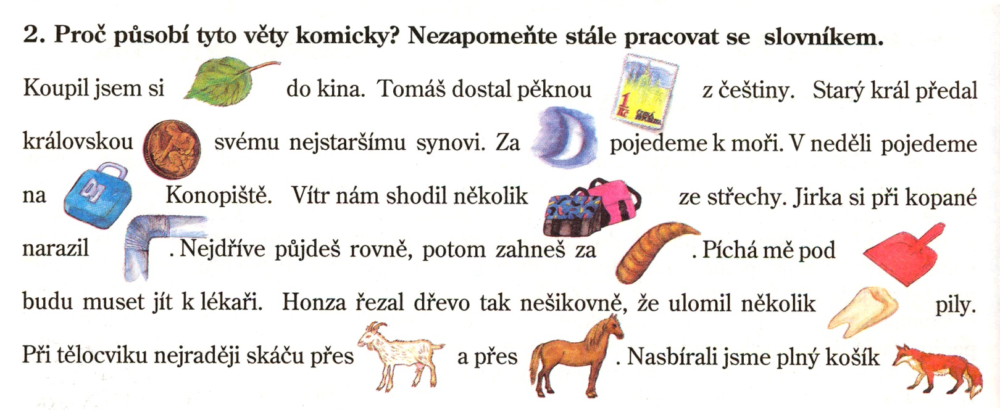 2. Proč působí tyto věty komicky? Nezapomeňte stále pracovat se slovníkem.
Koupil jsem si do kina. Tomáš dostal pěknou 1 Kč z češtiny. Starý král předal
královskou svému nejstaršímu synovi. Za pojedeme k moři. V neděli pojedeme
na Konopiště. Vítr nám shodil několik ze střechy. Jirka si při kopané
narazil . Nejdříve půjdeš rovně, potom zahneš za . Píchá mě pod
budu muset jít k lékaři. Honza řezal dřevo tak nešikovně, že ulomil několik pily.
Při tělocviku nejraději skáču přes a přes . Nasbírali jsme plný košík